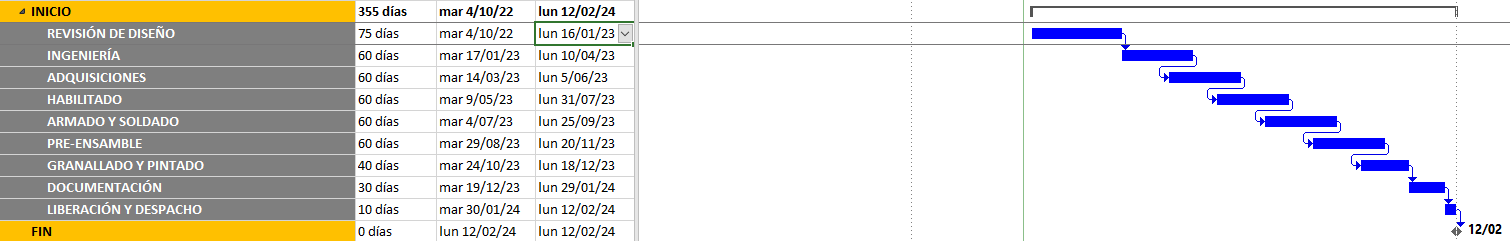 INICIO 355 días mar 4/10/22 lun 12/02/24
REVISIÓN DE DISEÑO 75 días mar 4/10/22 lun 16/01/23
INGENIERÍA 60 días mar 17/01/23 lun 10/04/23
ADQUISICIONES 60 días mar 14/03/23 lun 5/06/23
HABILITADO 60 días mar 9/05/23 lun 31/07/23
ARMADO Y SOLDADO 60 días mar 4/07/23 lun 25/09/23
PRE-ENSAMBLE 60 días mar 29/08/23 lun 20/11/23
GRANALLADO Y PINTADO 40 días mar 24/10/23 lun 18/12/23
DOCUMENTACIÓN 30 días mar 19/12/23 lun 29/01/24
LIBERACIÓN Y DESPACHO 10 días mar 30/01/24 lun 12/02/24
FIN 0 días lun 12/02/24 lun 12/02/24 12/02